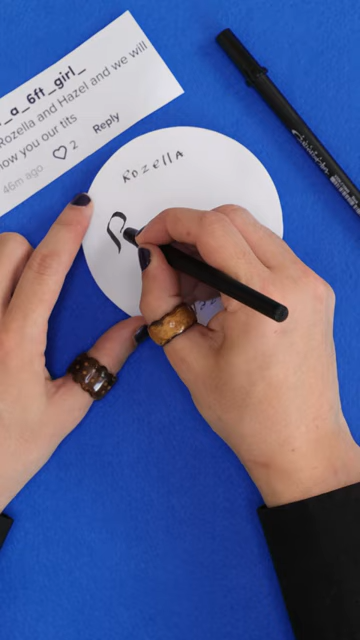 _a_6ft_girl_
Rozella and Hazel and we will
how you our tits
46m ago 2 Reply
ROZEllA
R